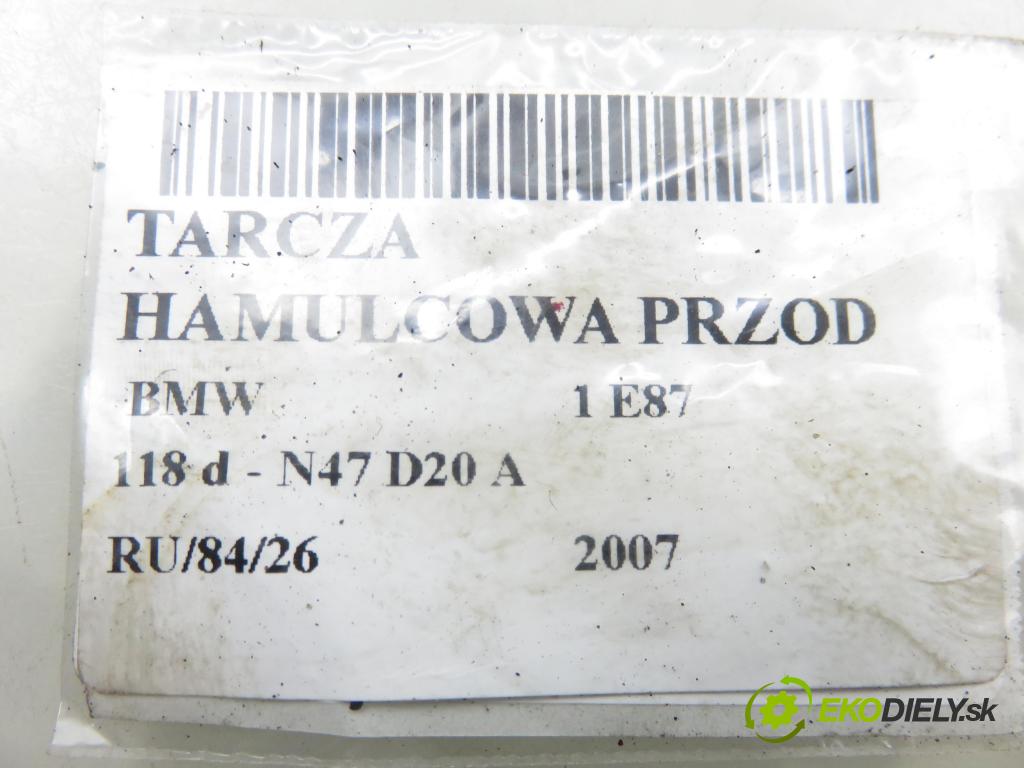 TARCZA
HAMULCOWA PRZOD
BMW 1 E87
118 d - N47 D20 A
RU/84/26 2007
EKODIELY.sk